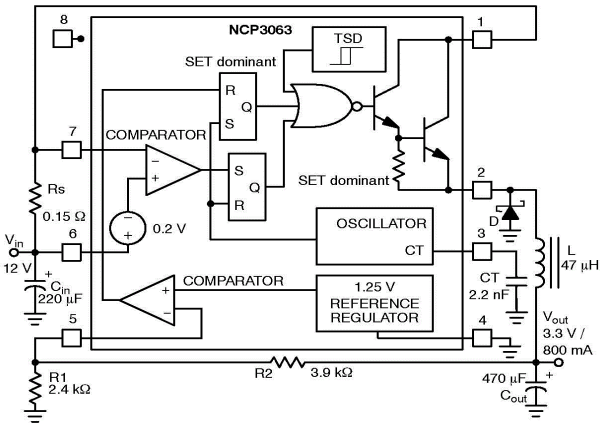 8
NCP3063
1
TSD
SET dominant
R
S
Q
7
COMPARATOR
−
+
S
R
Q
SET dominant
2
Rs
0.15 Ω
6
−
+
0.2 V
D
OSCILLATOR
CT
3
L
47 μH
Vin
12 V
+
Cin
220 μF
CT
2.2 nF
COMPARATOR
+
−
1.25 V
REFERENCE
REGULATOR
5
4
Vout
3.3 V /
800 mA
R1
2.4 kΩ
R2
3.9 kΩ
470 μF
+
Cout